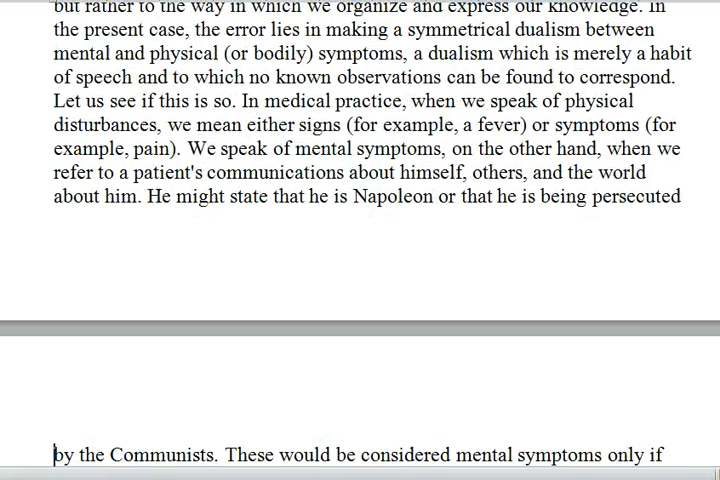 but rather to the way in which we organize and express our knowledge. In
the present case, the error lies in making a symmetrical dualism between
mental and physical (or bodily) symptoms, a dualism which is merely a habit
of speech and to which no known observations can be found to correspond.
Let us see if this is so. In medical practice, when we speak of physical
disturbances, we mean either signs (for example, a fever) or symptoms (for
example, pain). We speak of mental symptoms, on the other hand, when we
refer to a patient's communications about himself, others, and the world
about him. He might state that he is Napoleon or that he is being persecuted
by the Communists. These would be considered mental symptoms only if